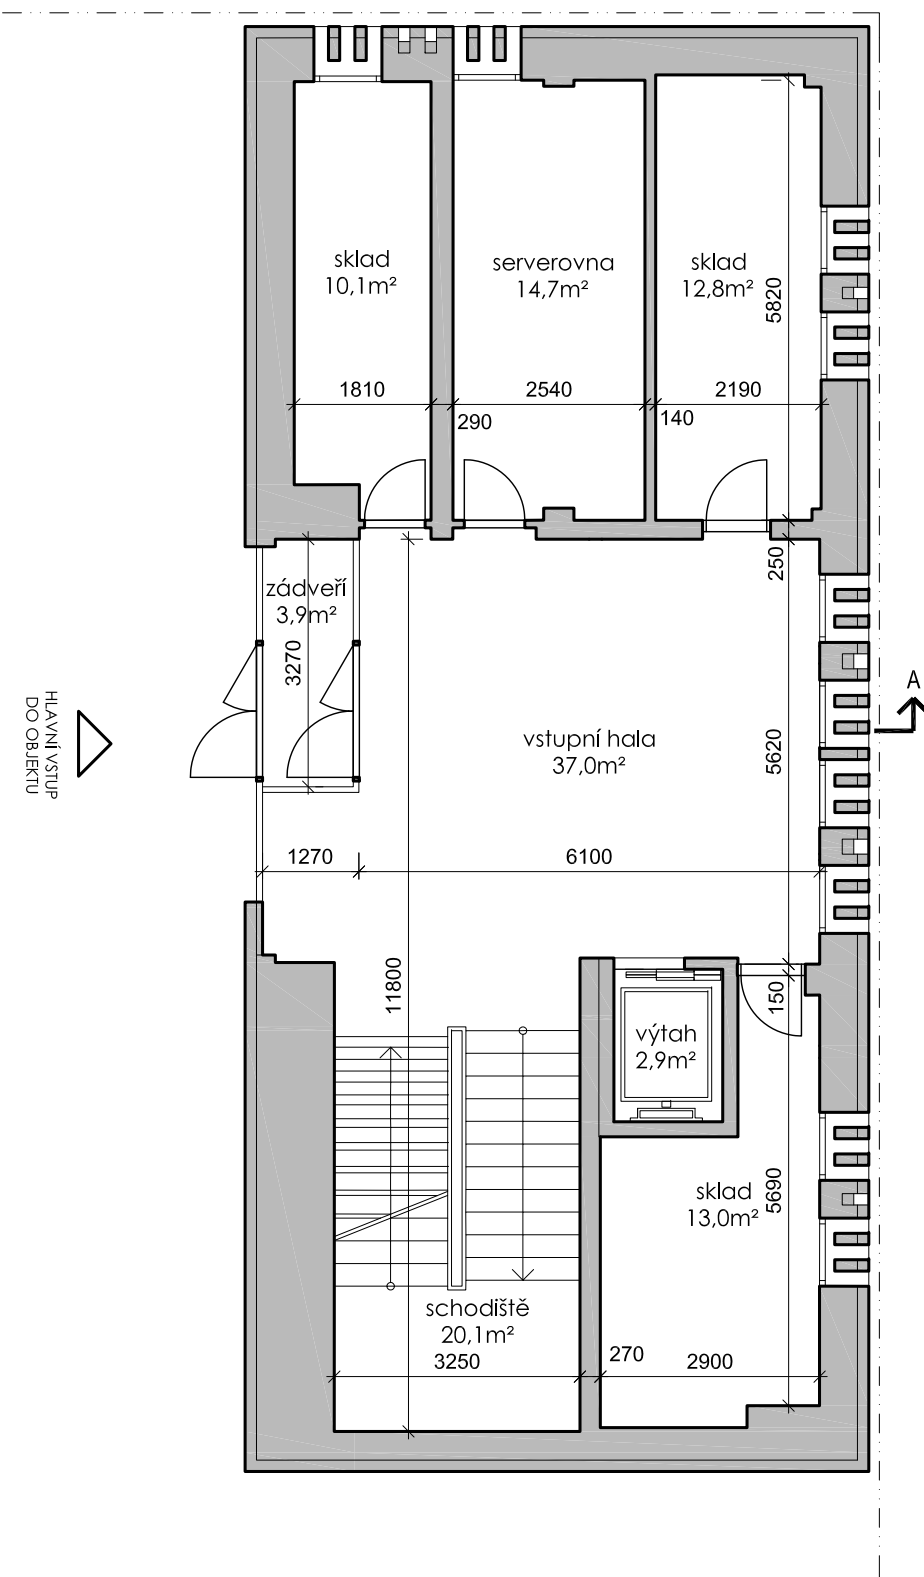 sklad
10,1m²
serverovna
14,7m²
sklad
12,8m²
5820
1810
2540
2190
290
140
250
zádveří
3,9m²
3270
A
HLAVNÍ VSTUP
DO OBJEKTU
vstupní hala
37,0m²
5620
1270
6100
11800
150
výtah
2,9m²
sklad
13,0m²
5690
schodiště
20,1m²
3250
270
2900